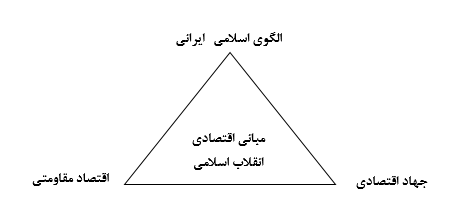 الگوی اسلامی ایرانی
مبانی اقتصادی
انقلاب اسلامی
جهاد اقتصادی
اقتصاد مقاومتی